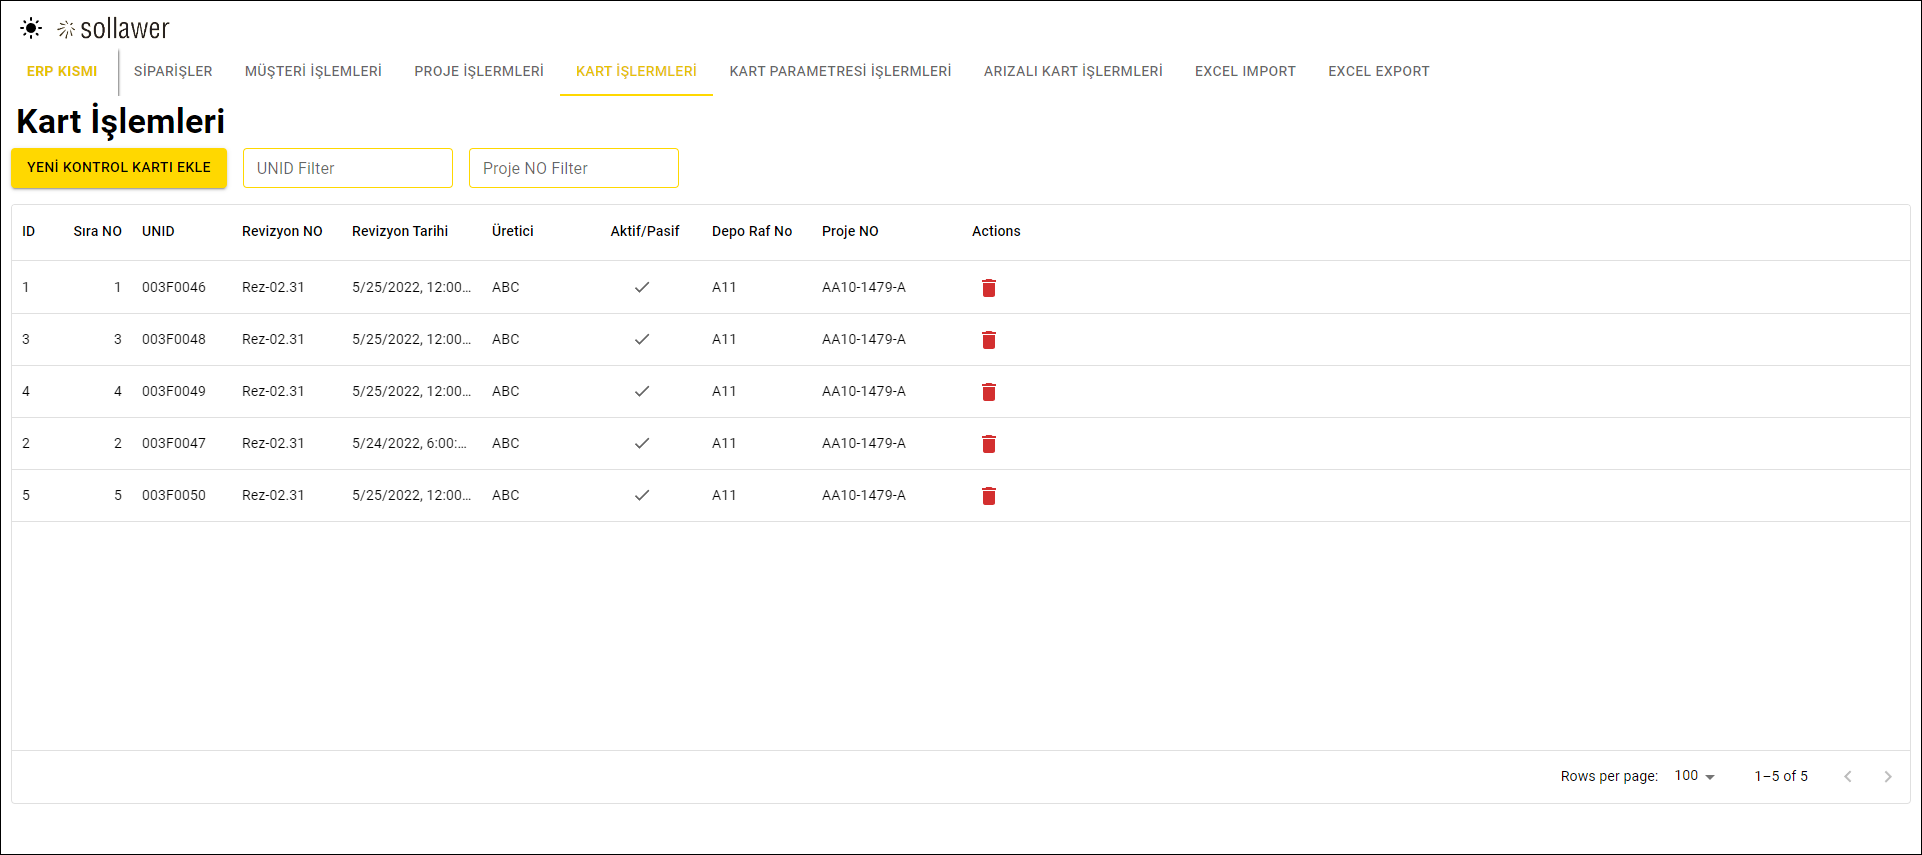 sollawer
ERP KISMI SİPARİŞLER MÜŞTERİ İŞLEMLERİ PROJE İŞLERMLERİ KART İŞLERMLERİ KART PARAMETRESİ İŞLERMLERİ ARIZALI KART İŞLERMLERİ EXCEL IMPORT EXCEL EXPORT
Kart İşlemleri
YENİ KONTROL KARTI EKLE UNID Filter Proje NO Filter
ID Sıra NO UNID Revizyon NO Revizyon Tarihi Üretici Aktif/Pasif Depo Raf No Proje NO Actions
1 1 003F0046 Rez-02.31 5/25/2022, 12:00... ABC A11 AA10-1479-A
3 3 003F0048 Rez-02.31 5/25/2022, 12:00... ABC A11 AA10-1479-A
4 4 003F0049 Rez-02.31 5/25/2022, 12:00... ABC A11 AA10-1479-A
2 2 003F0047 Rez-02.31 5/24/2022, 6:00:... ABC A11 AA10-1479-A
5 5 003F0050 Rez-02.31 5/25/2022, 12:00... ABC A11 AA10-1479-A
Rows per page: 100 1–5 of 5